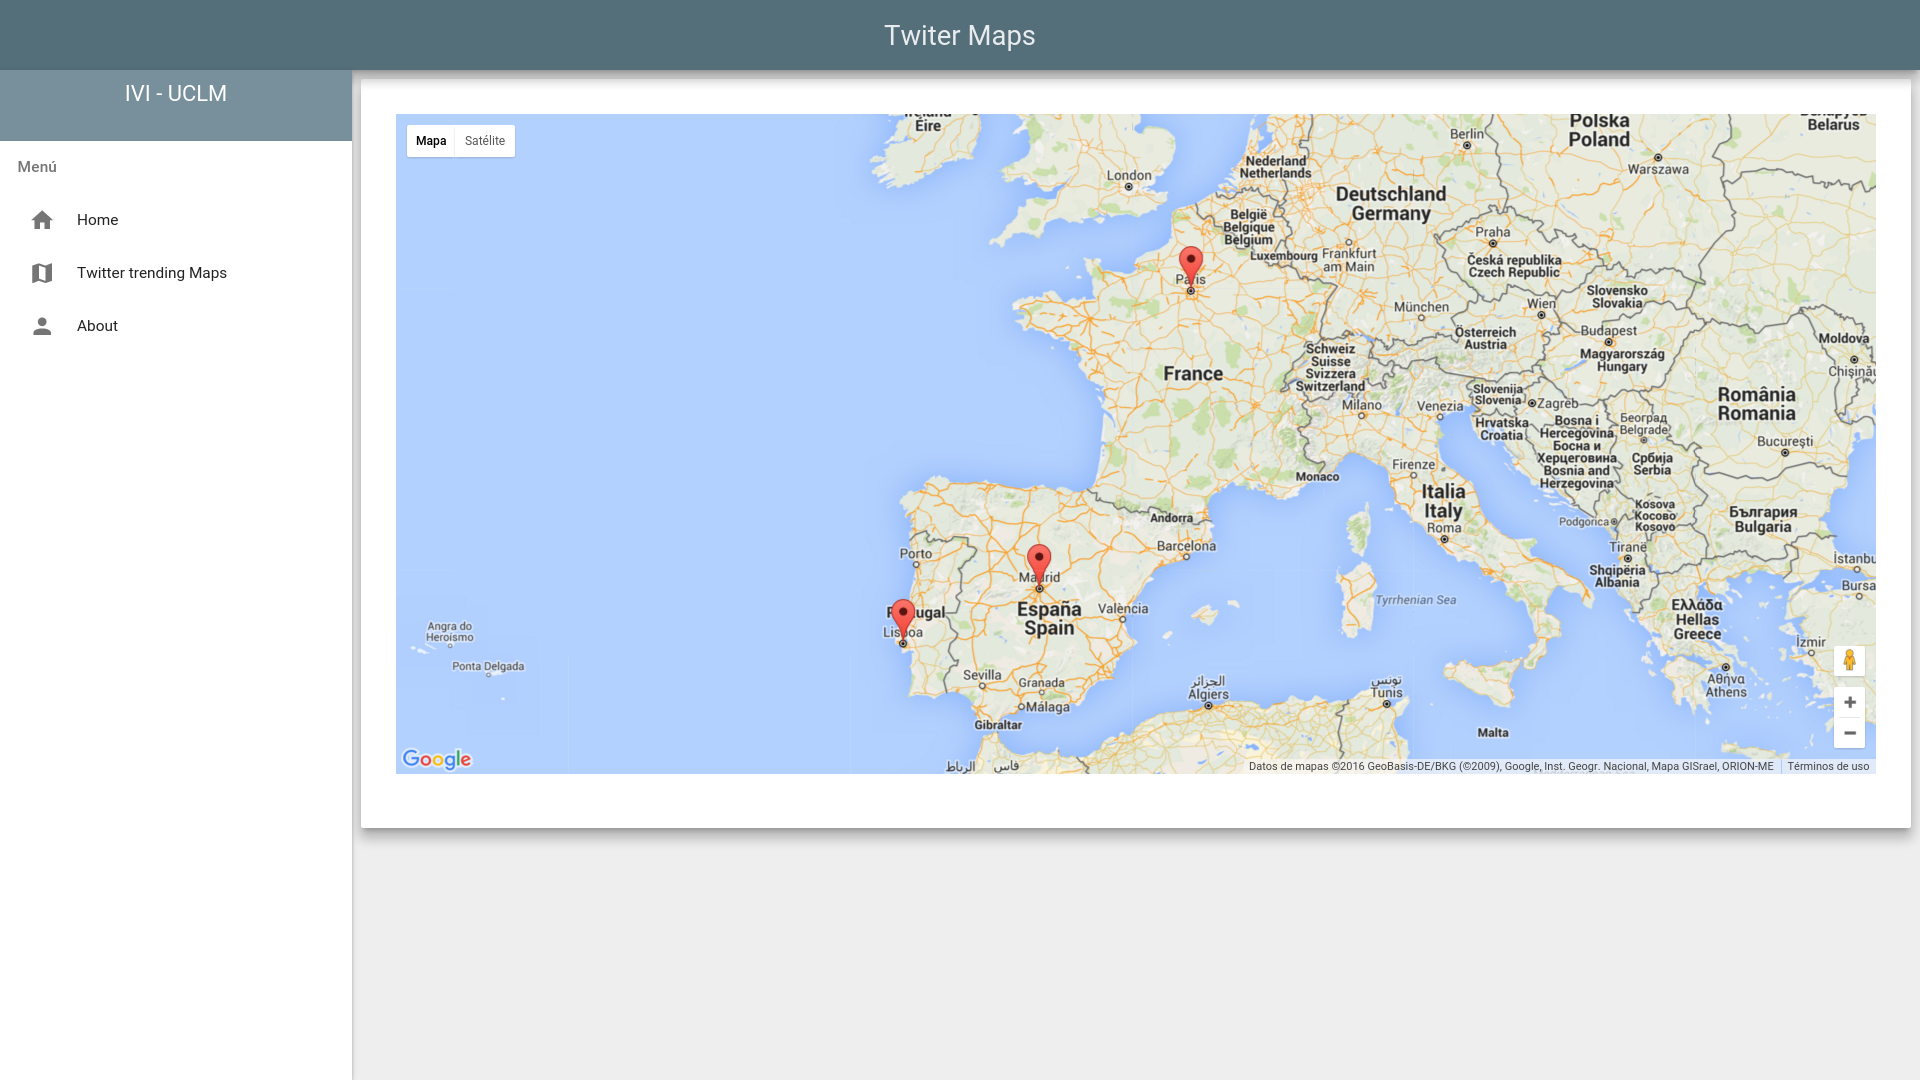 Twiter Maps
IVI - UCLM
Menú
Home
Twitter trending Maps
About
Mapa
Satélite
Éire
London
Nederland
Netherlands
Berlin
Polska
Poland
Warszawa
Belarus
Deutschland
Germany
België
Belgique
Belgium
Luxembourg
Frankfurt
am Main
Praha
Česká republika
Czech Republic
Paris
Slovensko
Slovakia
München
Wien
Österreich
Austria
Budapest
Magyarország
Hungary
Moldova
Chișinău
Schweiz
Suisse
Svizzera
Switzerland
France
Milano
Venezia
Slovenija
Slovenia
Zagreb
Hrvatska
Croatia
România
Romania
București
Bosna i
Hercegovina
Босна и
Херцеговина
Bosnia and
Herzegovina
Београд
Belgrade
Србија
Serbia
Firenze
Monaco
Italia
Italy
Roma
Podgorica
Kosova
Косово
Kosovo
България
Bulgaria
Andorra
Barcelona
Porto
Madrid
España
Spain
València
Portugal
Lisboa
Tiranë
Shqipëria
Albania
İstanbu
Bursa
Tyrrhenian Sea
Ελλάδα
Hellas
Greece
İzmir
Αθήνα
Athens
Angra do
Heroísmo
Ponta Delgada
Sevilla
Granada
Málaga
Gibraltar
الجزائر
Algiers
تونس
Tunis
Malta
الرباط
فاس
Google
Datos de mapas ©2016 GeoBasis-DE/BKG (©2009), Google, Inst. Geogr. Nacional, Mapa GISrael, ORION-ME
Términos de uso